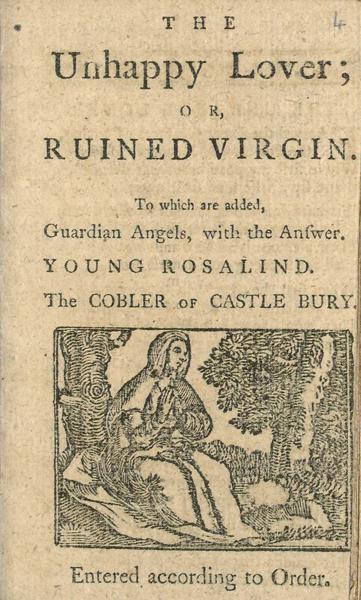 THE
4
Unhappy Lover;
OR,
RUINED VIRGIN.
To which are added,
Guardian Angels, with the Anſwer.
YOUNG ROSALIND.
The COBLER OF CASTLE BURY.
Entered according to Order.